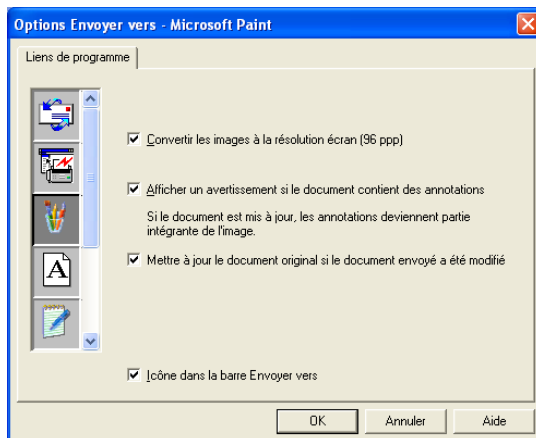 Options Envoyer vers - Microsoft Paint
Liens de programme
Convertir les images à la résolution écran (96 ppp)
Afficher un avertissement si le document contient des annotations
Si le document est mis à jour, les annotations deviennent partie
intégrante de l'image.
Mettre à jour le document original si le document envoyé a été modifié
A
Icône dans la barre Envoyer vers
OK
Annuler
Aide